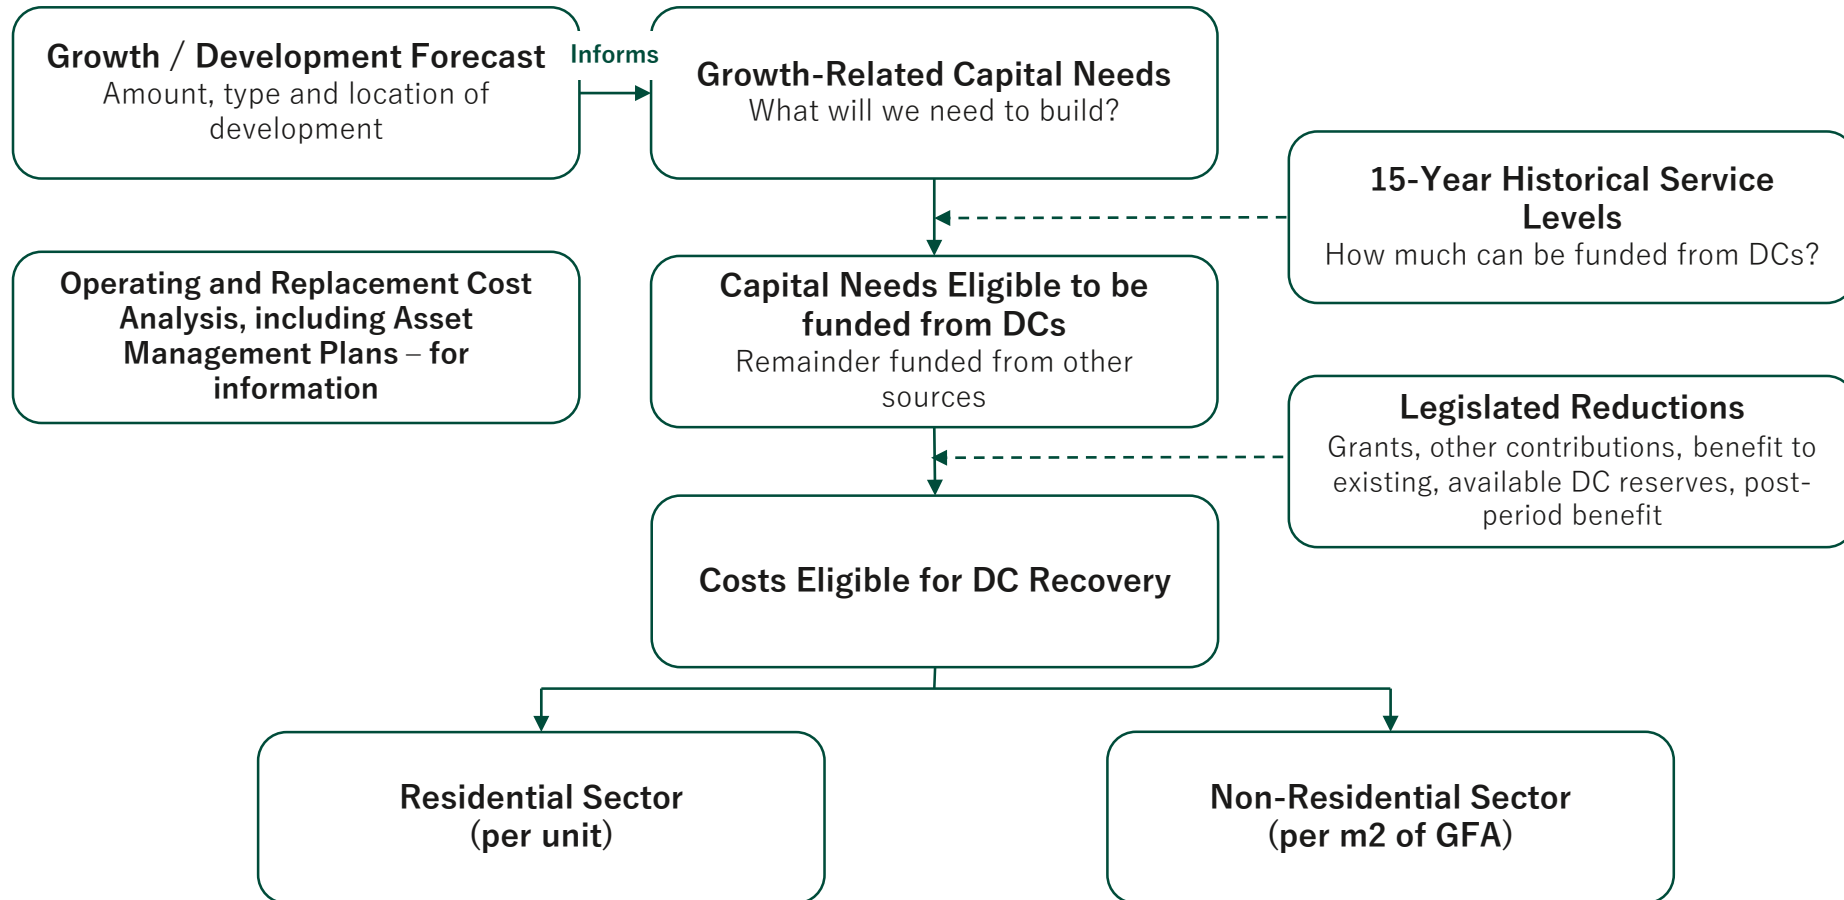 Growth / Development Forecast
Amount, type and location of
development
Informs
Growth-Related Capital Needs
What will we need to build?
15-Year Historical Service
Levels
How much can be funded from DCs?
Operating and Replacement Cost
Analysis, including Asset
Management Plans – for
information
Capital Needs Eligible to be
funded from DCs
Remainder funded from other
sources
Legislated Reductions
Grants, other contributions, benefit to
existing, available DC reserves, post-
period benefit
Costs Eligible for DC Recovery
Residential Sector
(per unit)
Non-Residential Sector
(per m2 of GFA)